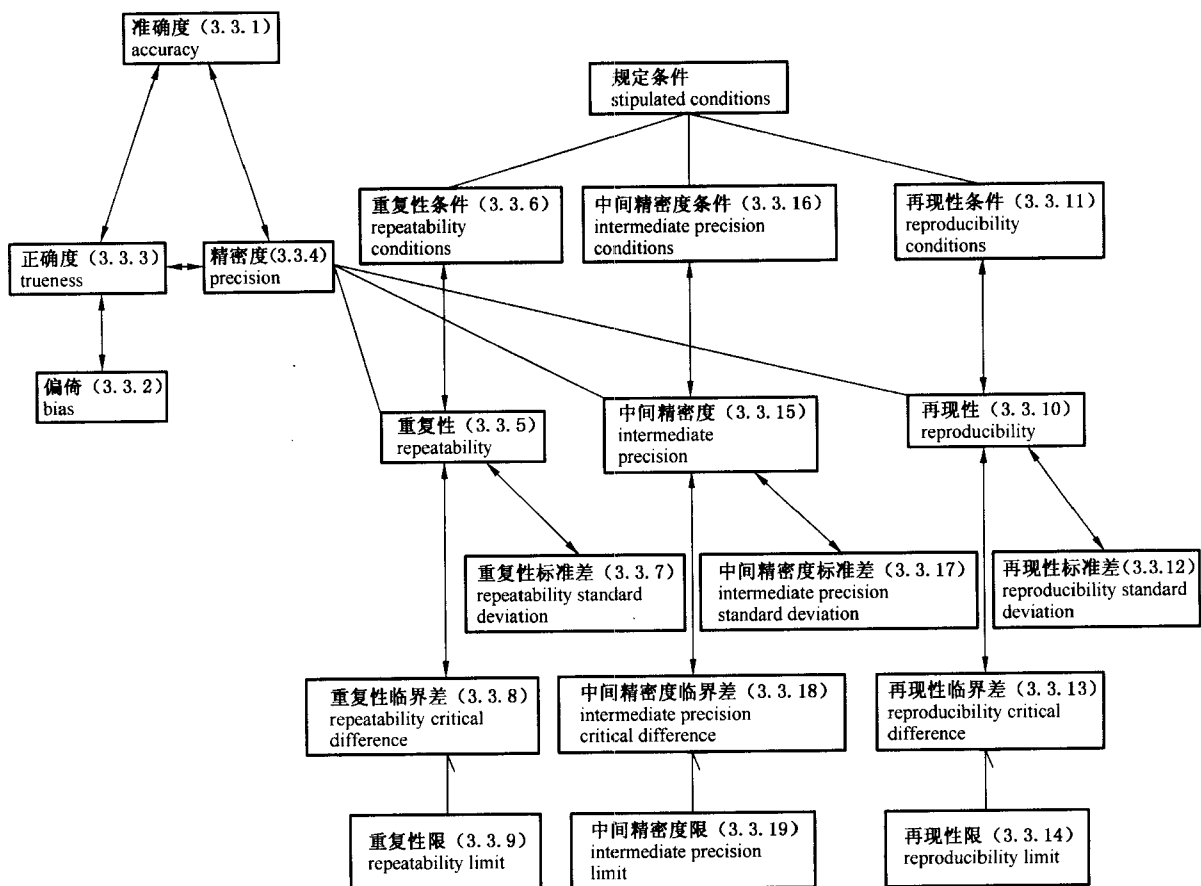 准确度（3.3.1）
accuracy
规定条件
stipulated conditions
重复性条件（3.3.6）
repeatability
conditions
中间精密度条件（3.3.16）
intermediate precision
conditions
再现性条件（3.3.11）
reproducibility
conditions
正确度（3.3.3）
trueness
精密度(3.3.4)
precision
偏倚（3.3.2）
bias
重复性（3.3.5）
repeatability
中间精密度（3.3.15）
intermediate
precision
再现性（3.3.10）
reproducibility
重复性标准差（3.3.7）
repeatability standard
deviation
中间精密度标准差（3.3.17）
intermediate precision
standard deviation
再现性标准差(3.3.12)
reproducibility standard
deviation
重复性临界差（3.3.8）
repeatability critical
difference
中间精密度临界差（3.3.18）
intermediate precision
critical difference
再现性临界差（3.3.13）
reproducibility critical
difference
重复性限（3.3.9）
repeatability limit
中间精密度限（3.3.19）
intermediate precision
limit
再现性限（3.3.14）
reproducibility limit